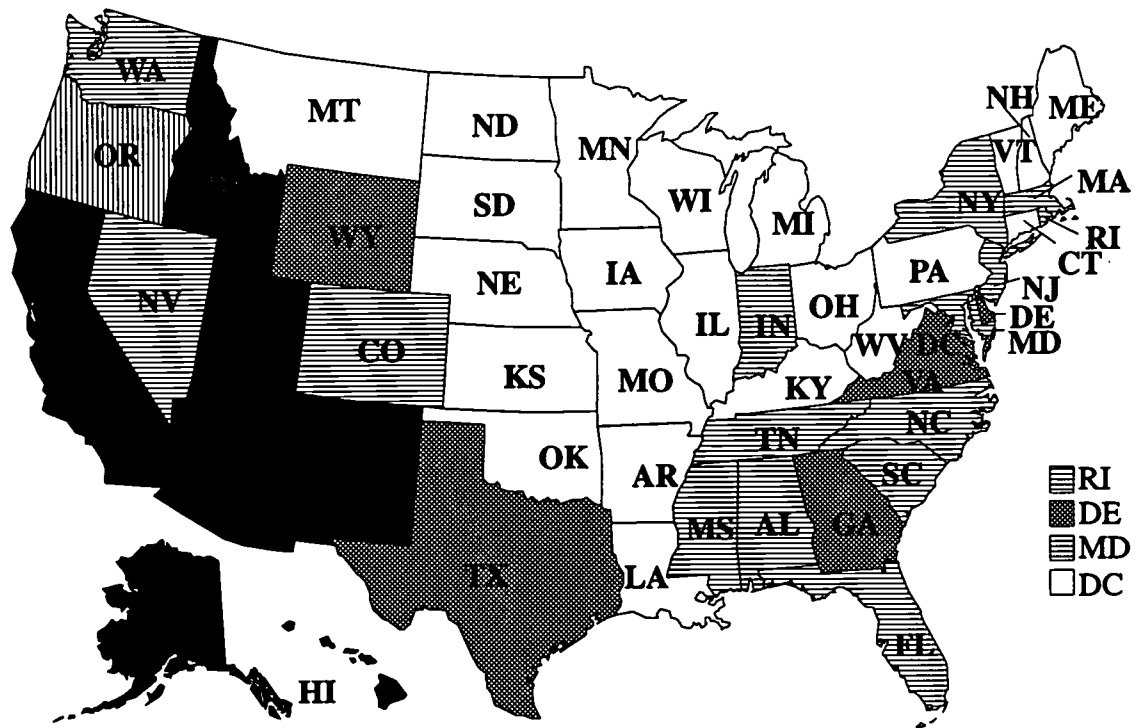 WA
MT
ND
MN
NH
ME
VT
OR
SD
WI
MI
NY
MA
RI
CT
WY
NE
IA
PA
NJ
NV
IL
IN
OH
DE
MD
CO
KS
MO
KY
WV
DC
VA
OK
AR
TN
NC
SC
TX
LA
MS
AL
GA
FL
HI
RI
DE
MD
DC